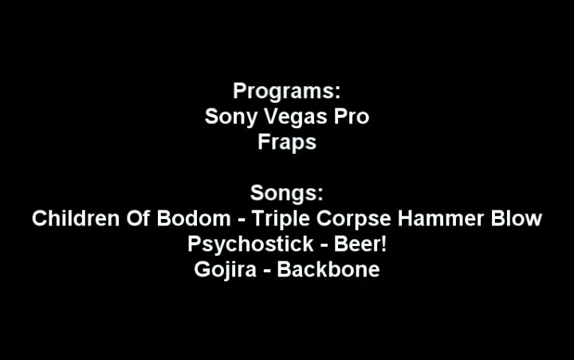 Programs:
Sony Vegas Pro
Fraps
Songs:
Children Of Bodom - Triple Corpse Hammer Blow
Psychostick - Beer!
Gojira - Backbone